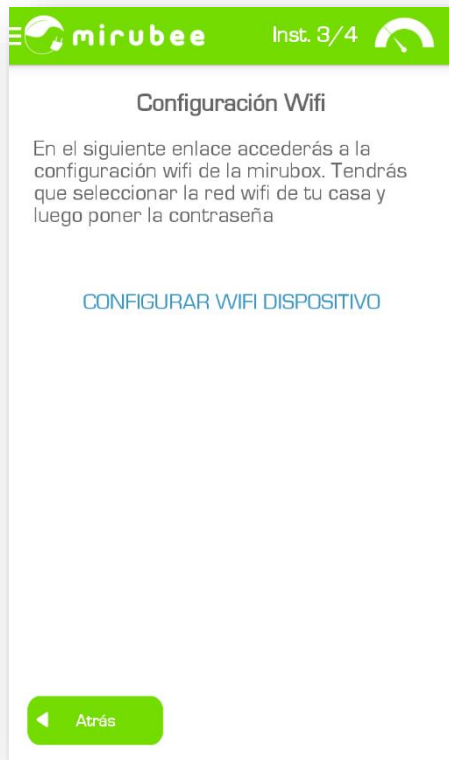 mirubee
Inst. 3/4
Configuración Wifi
En el siguiente enlace accederás a la
configuración wifi de la mirubox. Tendrás
que seleccionar la red wifi de tu casa y
luego poner la contraseña
CONFIGURAR WIFI DISPOSITIVO
Atrás